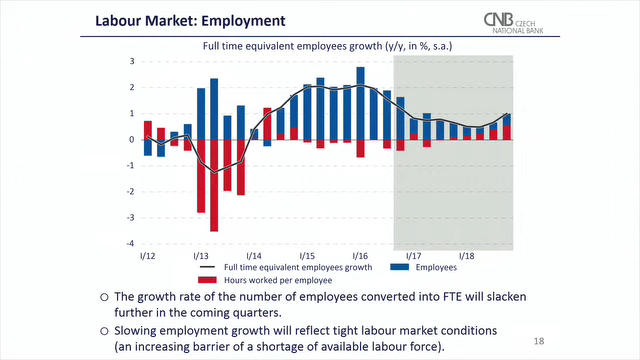 Labour Market: Employment
CNB CZECH
NATIONAL BANK
Full time equivalent employees growth (y/y, in %, s.a.)
3
2
1
0
-1
-2
-3
-4
I/12 I/13 I/14 I/15 I/16 I/17 I/18
Full time equivalent employees growth Employees
Hours worked per employee
The growth rate of the number of employees converted into FTE will slacken
further in the coming quarters.
Slowing employment growth will reflect tight labour market conditions
(an increasing barrier of a shortage of available labour force).
18